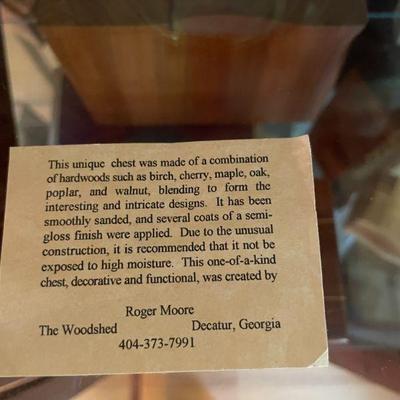 This unique chest was made of a combination
of hardwoods such as birch, cherry, maple, oak,
poplar, and walnut, blending to form the
interesting and intricate designs. It has been
smoothly sanded, and several coats of a semi-
gloss finish were applied. Due to the unusual
construction, it is recommended that it not be
exposed to high moisture. This one-of-a-kind
chest, decorative and functional, was created by
Roger Moore
The Woodshed Decatur, Georgia
404-373-7991